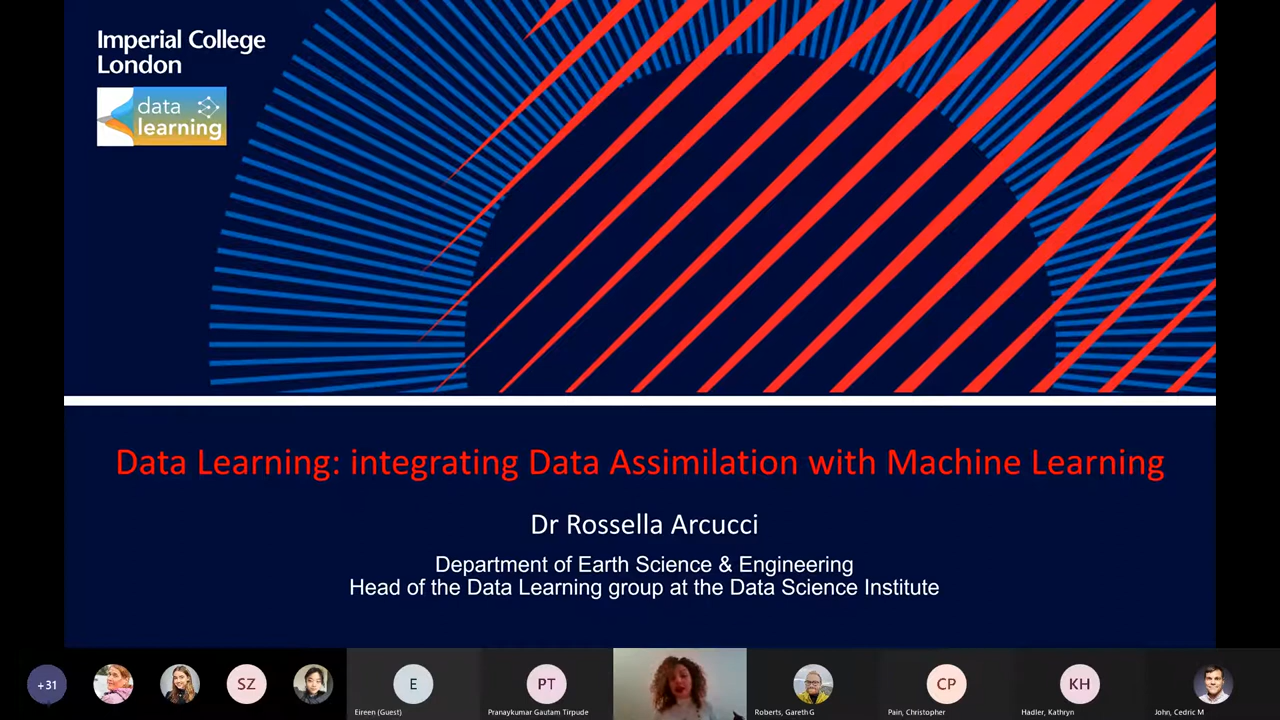 Imperial College
London
data
learning
Data Learning: integrating Data Assimilation with Machine Learning
Dr Rossella Arcucci
Department of Earth Science & Engineering
Head of the Data Learning group at the Data Science Institute
+31
SZ
E
PT
CP
KH
Eireen (Guest)
Pranaykumar Gautam Tirpude
Roberts, Gareth G
Pain, Christopher
Hadler, Kathryn
John, Cedric M